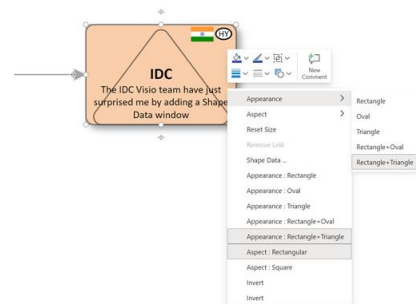 HY
IDC
The IDC Visio team have just
surprised me by adding a Shape
Data window
New
Comment
Appearance
Aspect
Reset Size
Remove Link
Shape Data ...
Appearance : Rectangle
Appearance : Oval
Appearance : Triangle
Appearance : Rectangle+Oval
Appearance : Rectangle+Triangle
Aspect : Rectangular
Aspect : Square
Invert
Invert
Rectangle
Oval
Triangle
Rectangle+Oval
Rectangle+Triangle